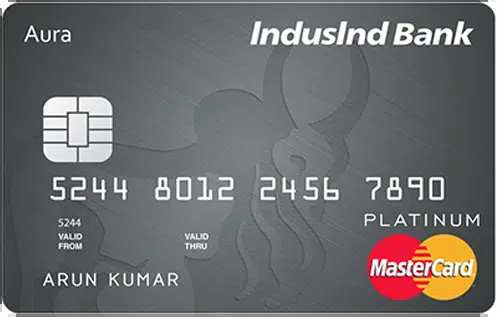 Aura
IndusInd Bank
5244 8012 2456 7890
PLATINUM
5244
VALID FROM
VALID THRU
ARUN KUMAR
MasterCard